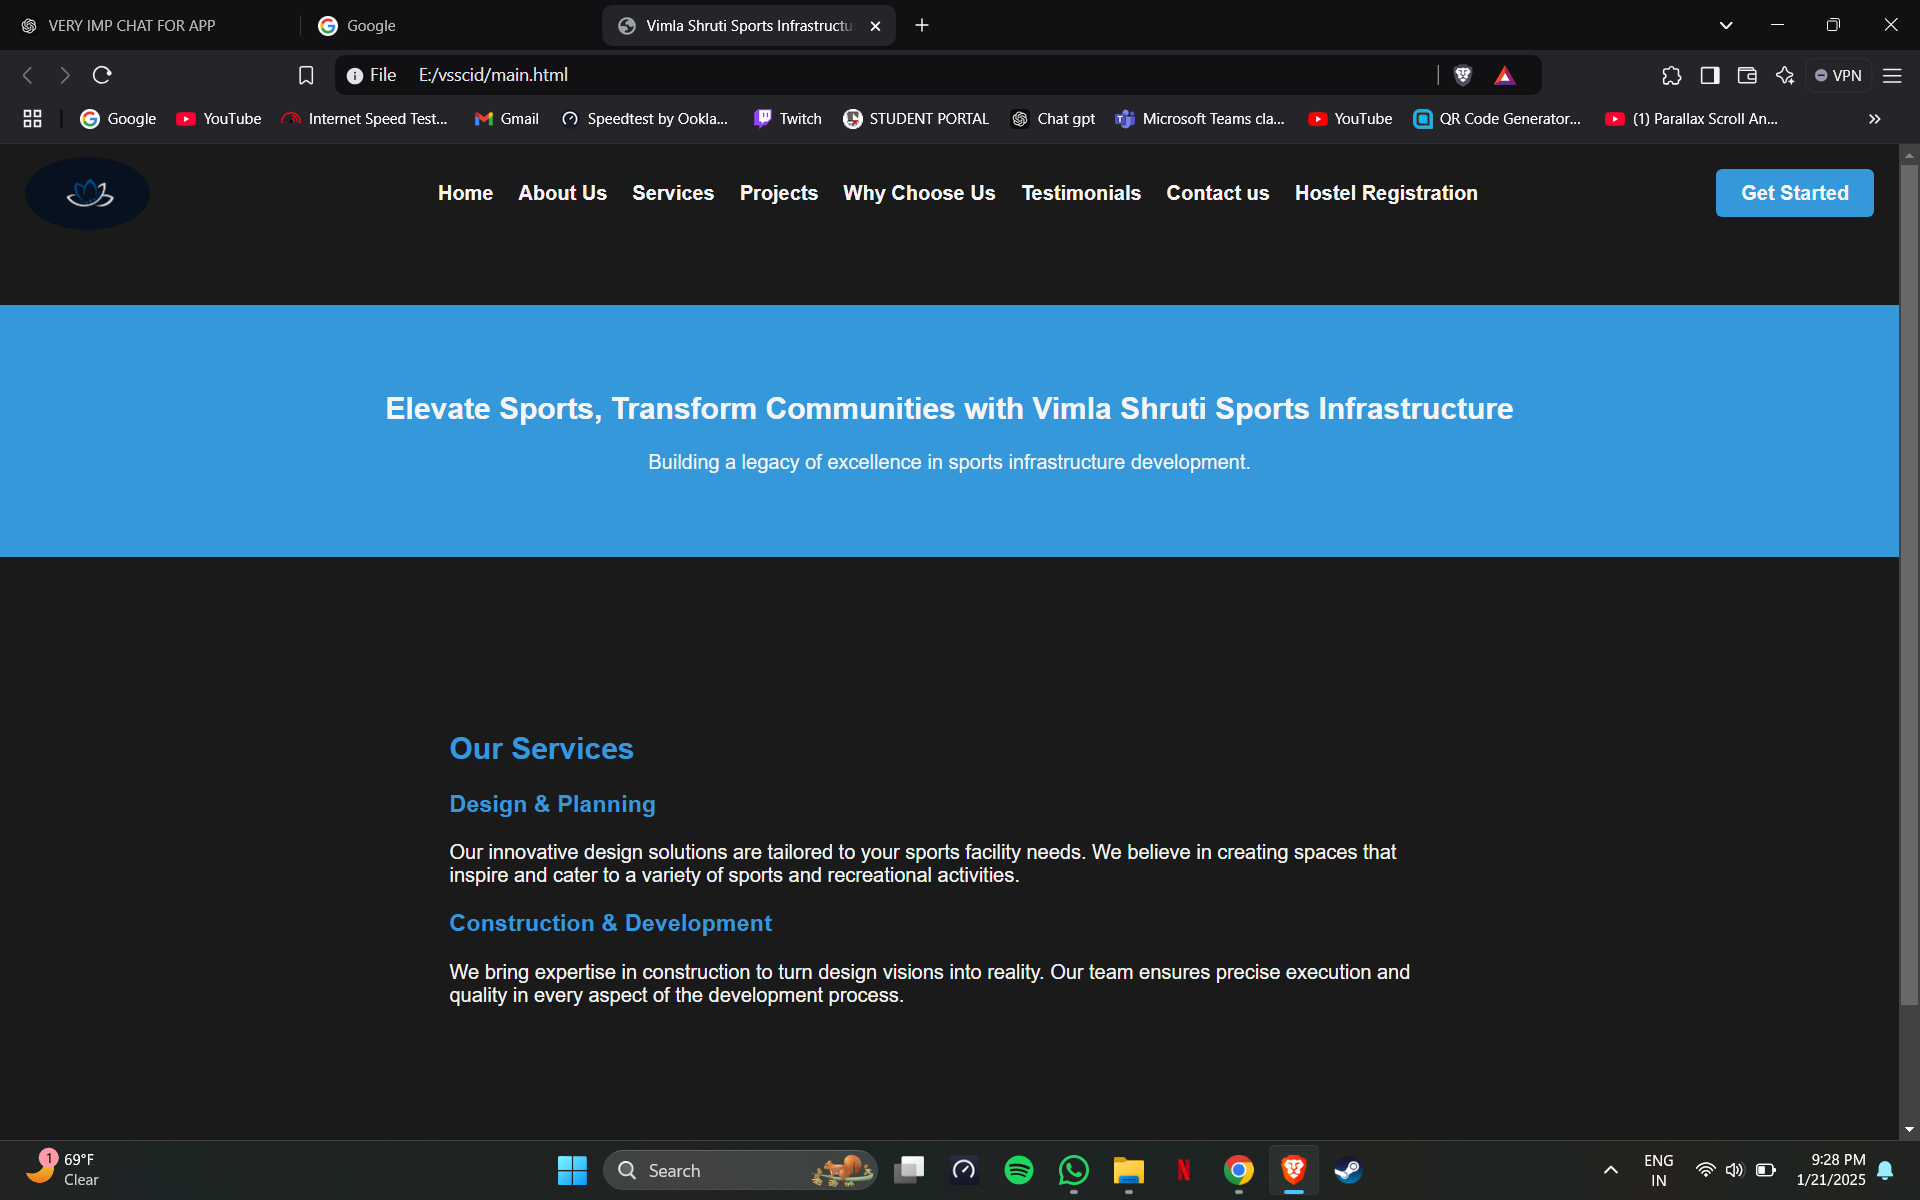 VERY IMP CHAT FOR APP
Google
Vimla Shruti Sports Infrastructu
File E:/vsscid/main.html
VPN
Google YouTube Internet Speed Test... Gmail Speedtest by Ookla... Twitch STUDENT PORTAL Chat gpt Microsoft Teams cla... YouTube QR Code Generator... (1) Parallax Scroll An... »
Home About Us Services Projects Why Choose Us Testimonials Contact us Hostel Registration
Get Started
Elevate Sports, Transform Communities with Vimla Shruti Sports Infrastructure
Building a legacy of excellence in sports infrastructure development.
Our Services
Design & Planning
Our innovative design solutions are tailored to your sports facility needs. We believe in creating spaces that
inspire and cater to a variety of sports and recreational activities.
Construction & Development
We bring expertise in construction to turn design visions into reality. Our team ensures precise execution and
quality in every aspect of the development process.
1
69°F
Clear
Search
N
ENG
IN
9:28 PM
1/21/2025